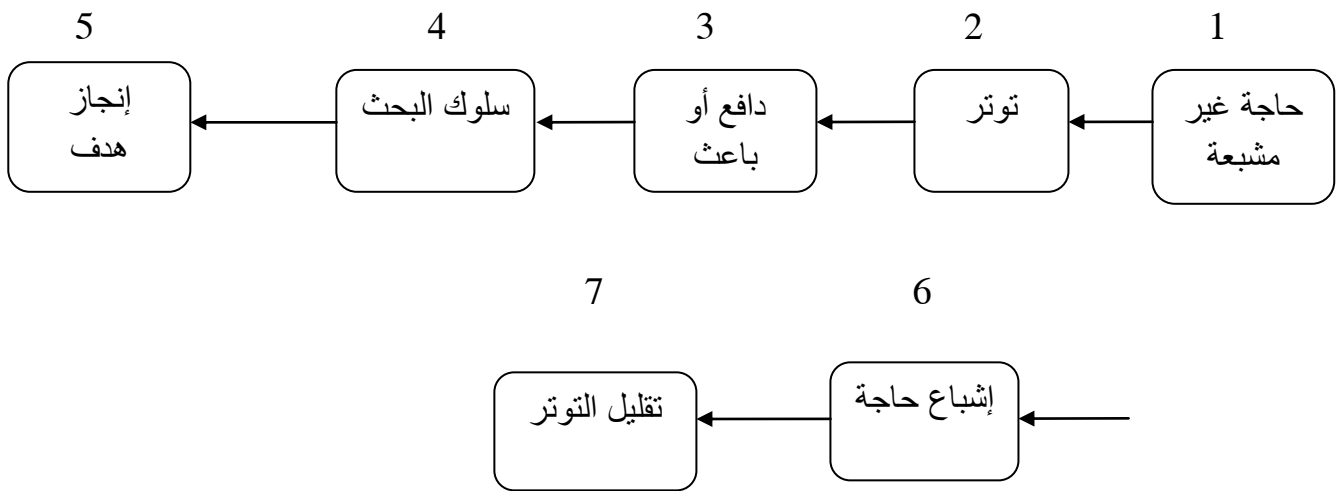 1
2
3
4
5
حاجة غير
مشبعة
توتر
دافع أو
باعث
سلوك البحث
إنجاز
هدف
6
7
إشباع حاجة
تقليل التوتر